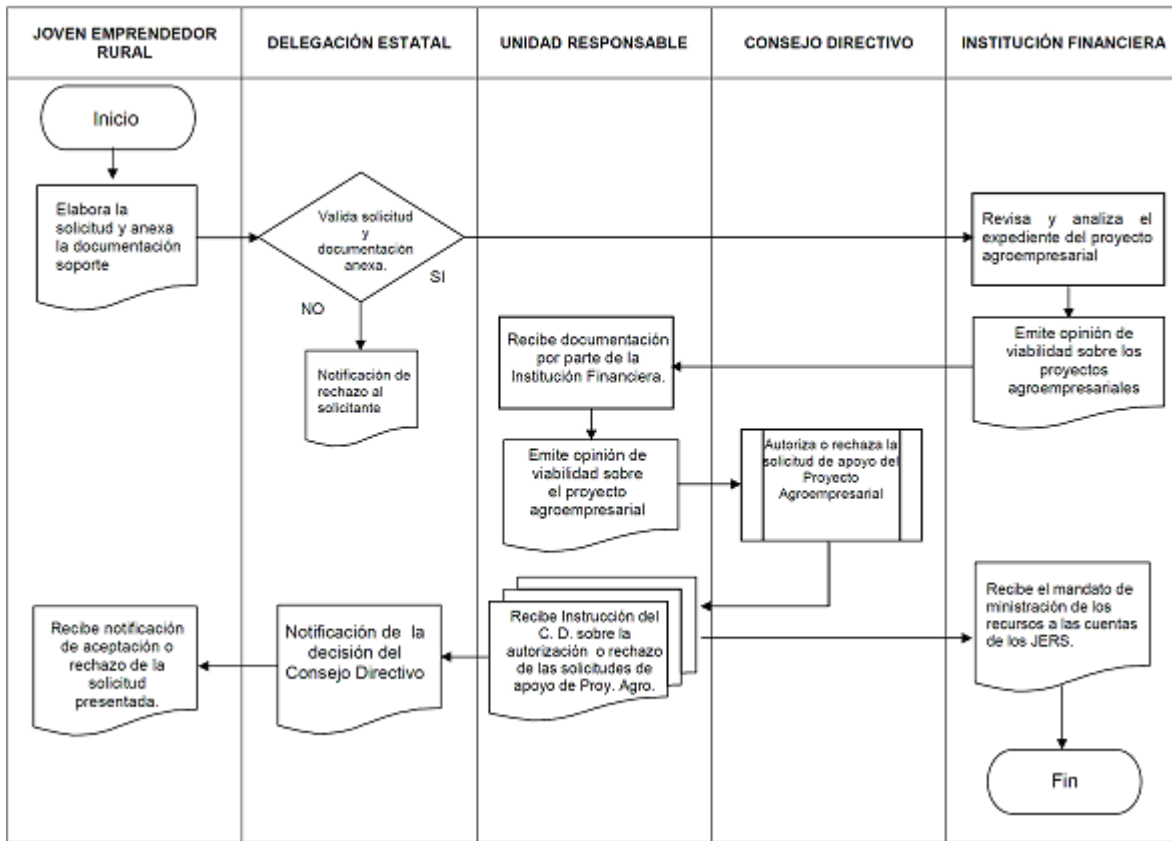 JOVEN EMPRENDEDOR
RURAL
DELEGACIÓN ESTATAL
UNIDAD RESPONSABLE
CONSEJO DIRECTIVO
INSTITUCIÓN FINANCIERA
Inicio
Elabora la
solicitud y anexa
la documentación
soporte
Valida solicitud
y
documentación
anexa.
SI
NO
Revisa y analiza el
expediente del proyecto
agroempresarial
Notificación de
rechazo al
solicitante
Recibe documentación
por parte de la
Institución Financiera.
Emite opinión de
viabilidad sobre los
proyectos
agroempresariales
Emite opinión de
viabilidad sobre
el proyecto
agroempresarial
Autoriza o rechaza la
solicitud de apoyo del
Proyecto
Agroempresarial
Recibe notificación
de aceptación o
rechazo de la
solicitud
presentada.
Notificación de la
decisión del
Consejo Directivo
Recibe Instrucción del
C. D. sobre la
autorización o rechazo
de las solicitudes de
apoyo de Proy. Agro.
Recibe el mandato de
ministración de los
recursos a las cuentas
de los JERS.
Fin